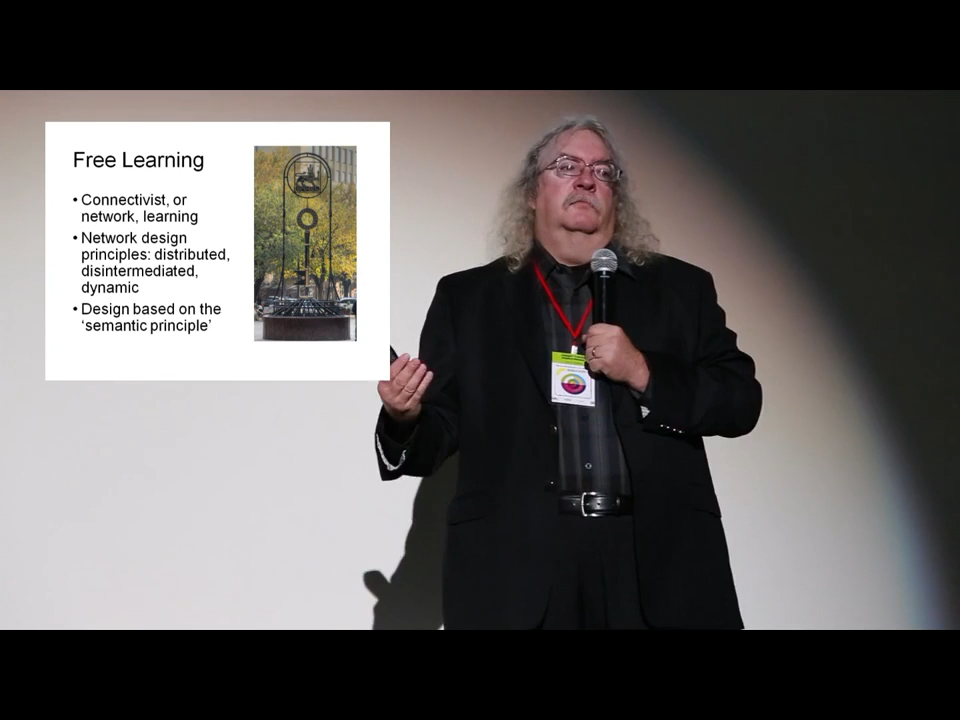 Free Learning
• Connectivist, or
network, learning
• Network design
principles: distributed,
disintermediated,
dynamic
• Design based on the
‘semantic principle’